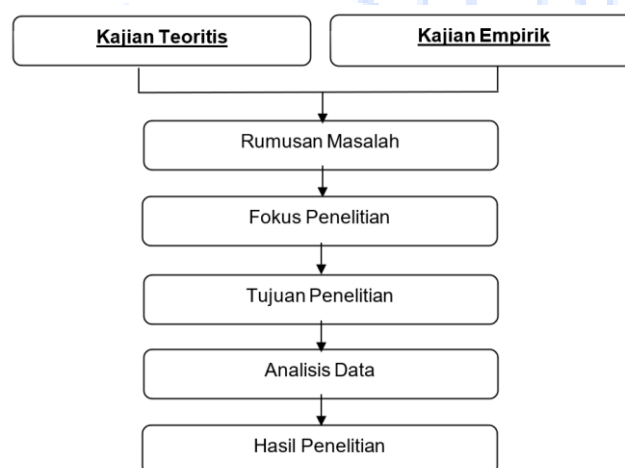 Kajian Teoritis
Kajian Empirik
Rumusan Masalah
Fokus Penelitian
Tujuan Penelitian
Analisis Data
Hasil Penelitian